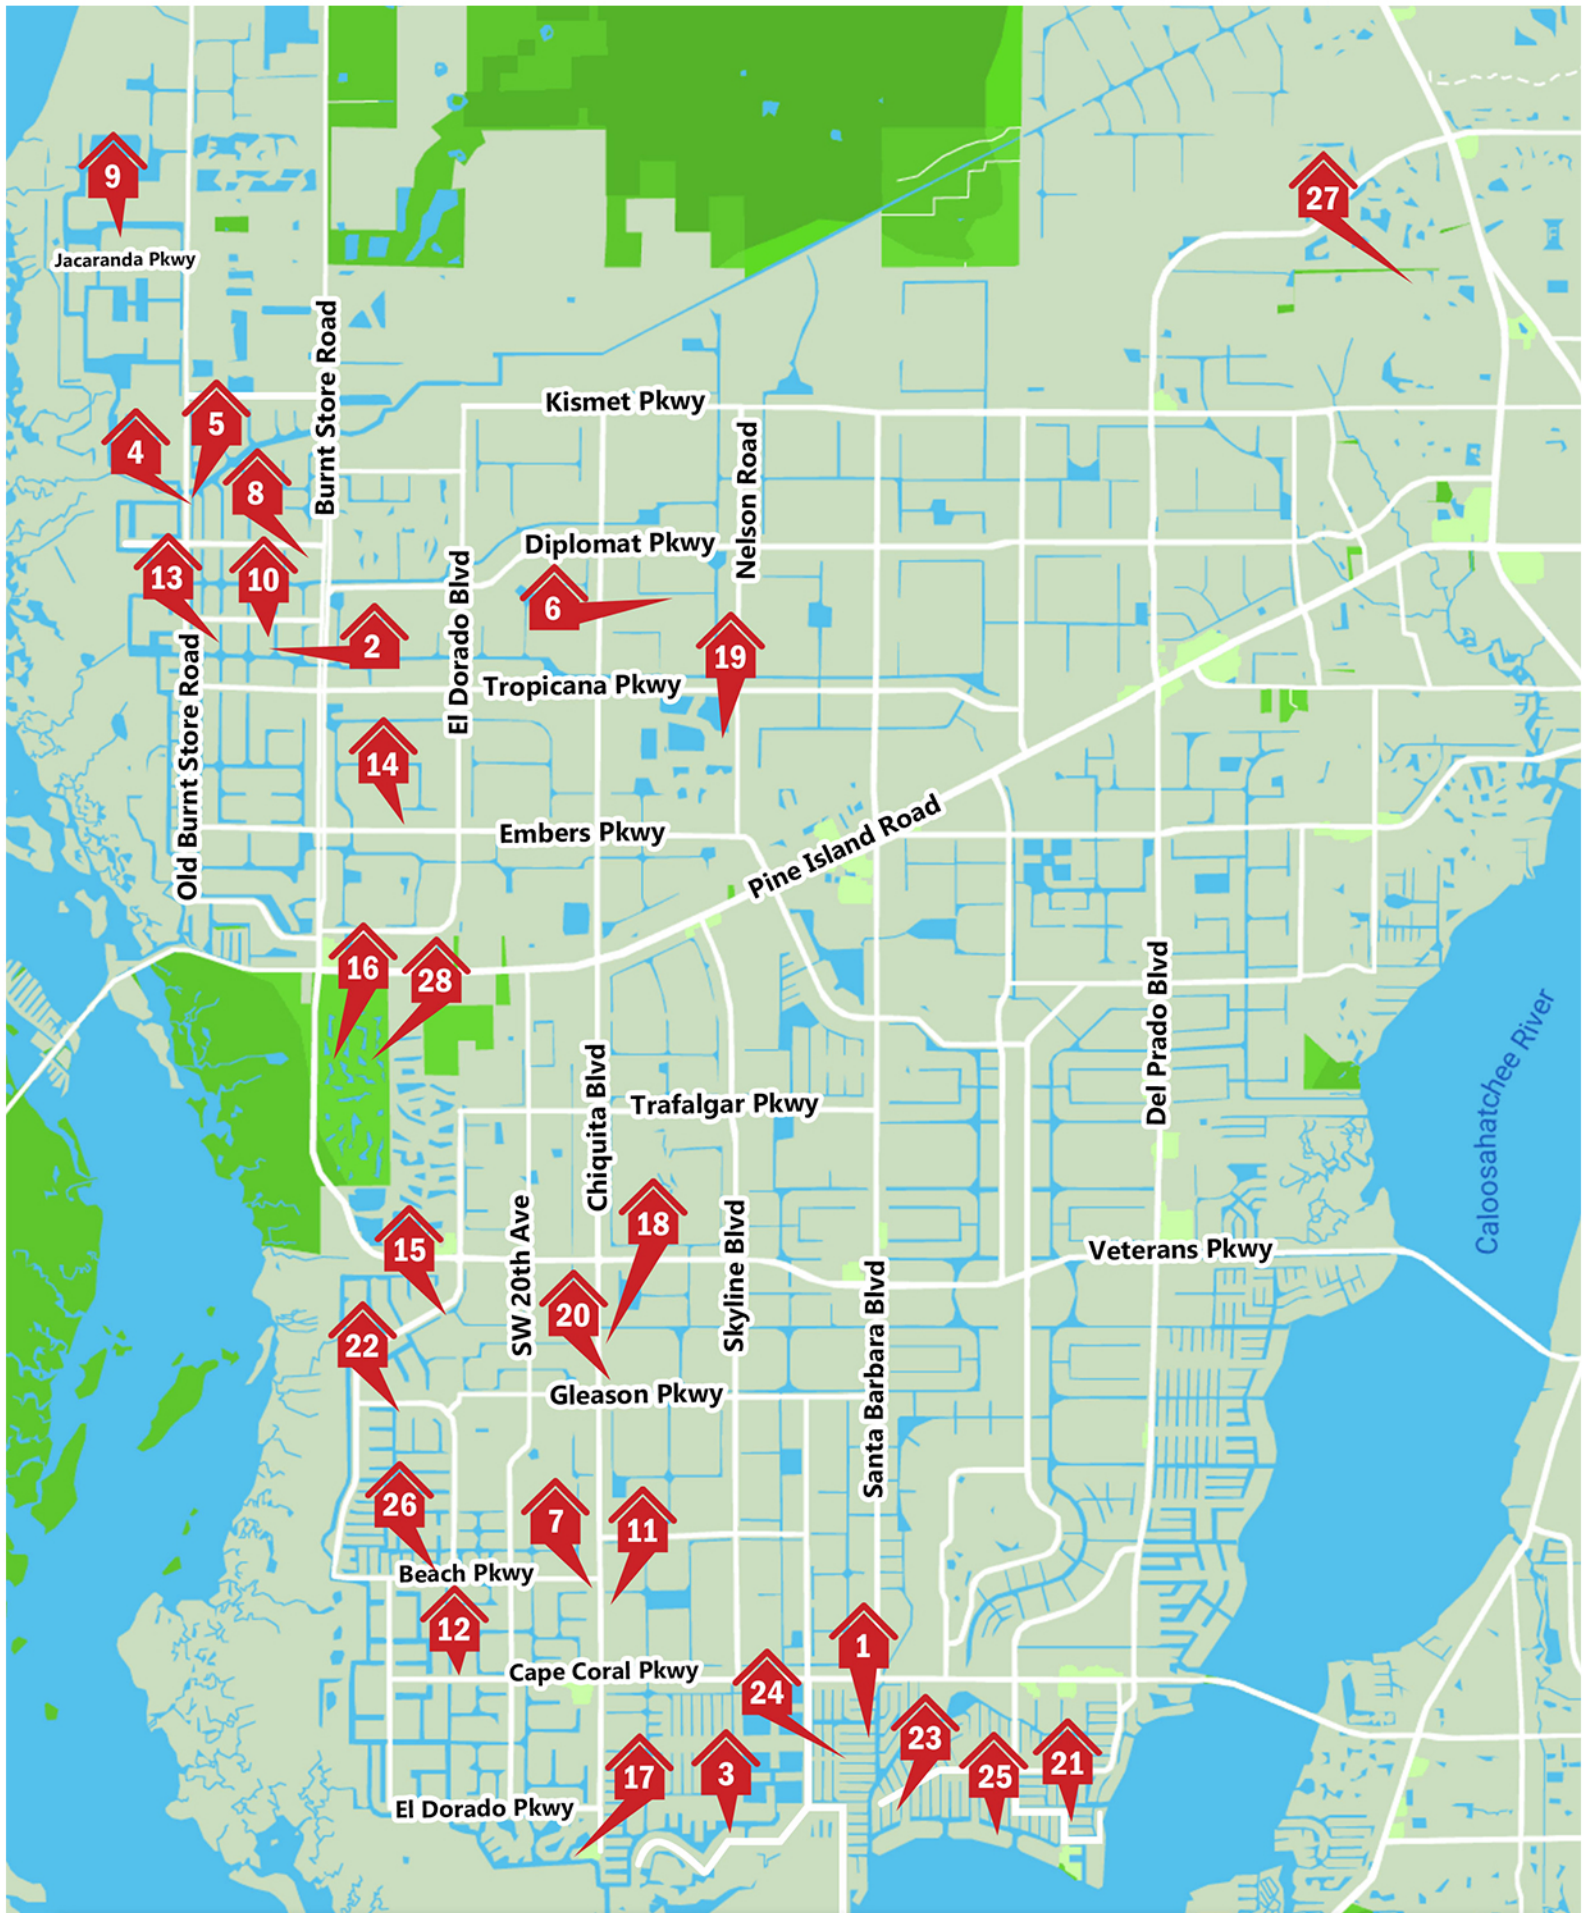 9
27
Jacaranda Pkwy
Burnt Store Road
Kismet Pkwy
5
4
Nelson Road
8
Diplomat Pkwy
13
10
El Dorado Blvd
6
2
19
Old Burnt Store Road
Tropicana Pkwy
14
Embers Pkwy
Pine Island Road
16
28
Del Prado Blvd
Caloosahatchee River
Chiquita Blvd
Trafalgar Pkwy
18
15
SW 20th Ave
Skyline Blvd
Veterans Pkwy
20
22
Santa Barbara Blvd
Gleason Pkwy
26
7
11
Beach Pkwy
12
1
Cape Coral Pkwy
24
23
17
3
25
21
El Dorado Pkwy